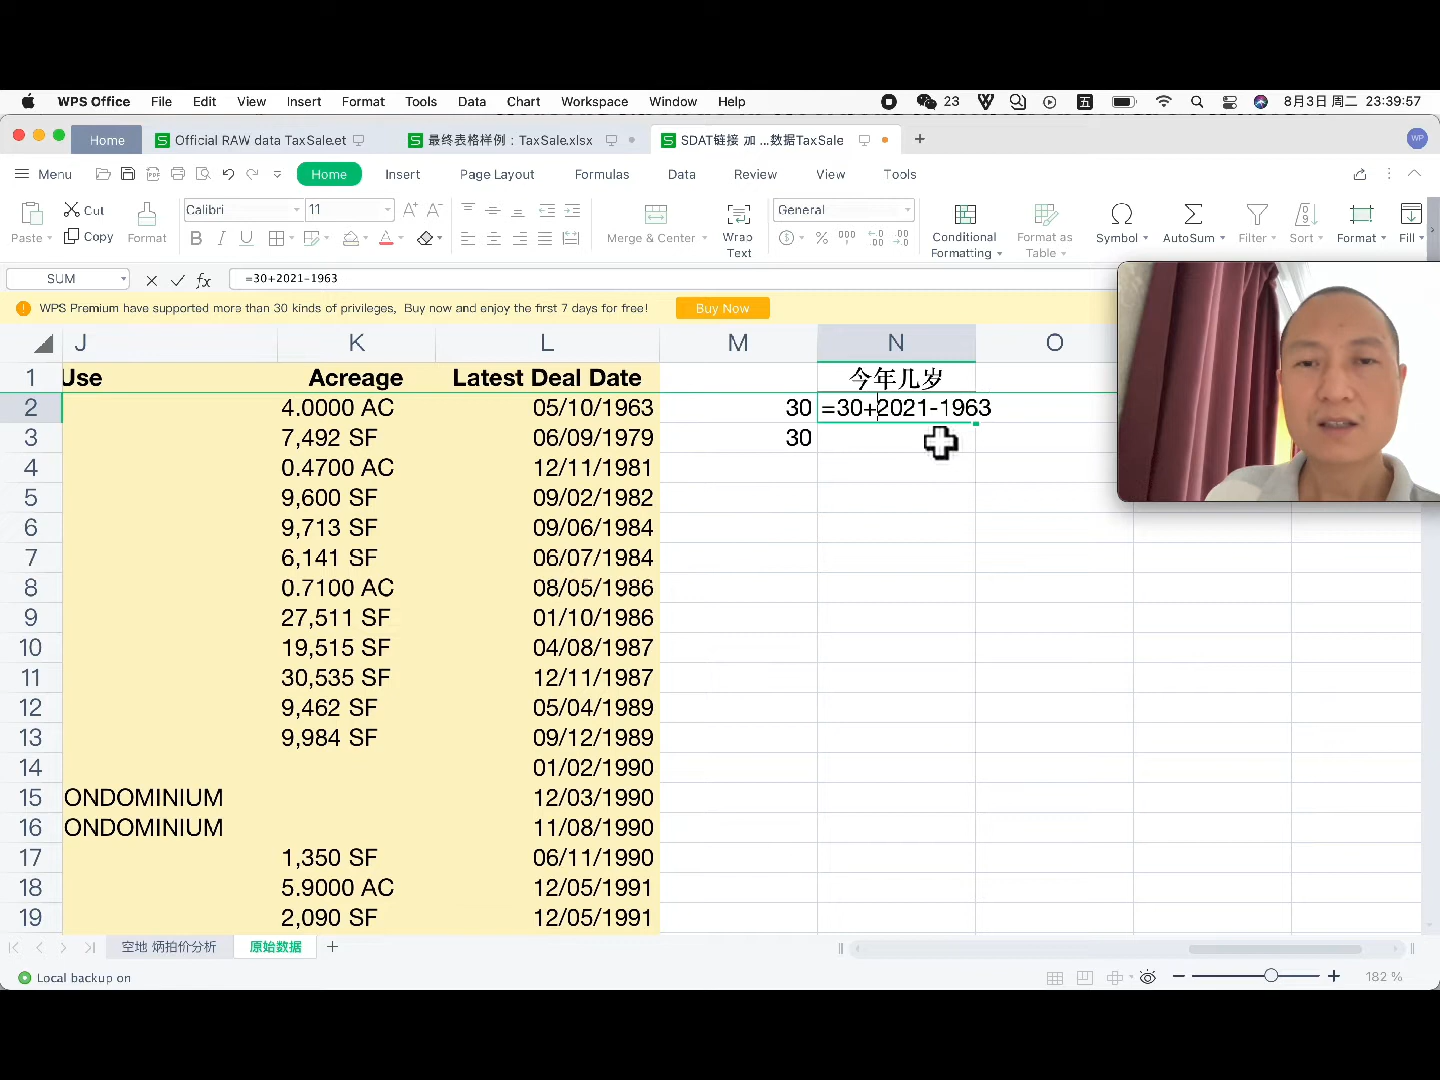 WPS Office File Edit View Insert Format Tools Data Chart Workspace Window Help 23 五 8月3日 周二 23:39:57
Home Official RAW data TaxSale.et 最终表格样例：TaxSale.xlsx SDAT链接 加 ...数据TaxSale + WP
Menu Home Insert Page Layout Formulas Data Review View Tools
Cut Calibri 11 A+ A- General
Paste Copy Format B I U A Merge & Center Wrap Text % 000 Conditional Formatting Format as Table Symbol AutoSum Filter Sort Format Fill
SUM fx =30+2021-1963
WPS Premium have supported more than 30 kinds of privileges, Buy now and enjoy the first 7 days for free! Buy Now
J K L M N O
1 Use Acreage Latest Deal Date 今年几岁
2 4.0000 AC 05/10/1963 30 =30+2021-1963
3 7,492 SF 06/09/1979 30
4 0.4700 AC 12/11/1981
5 9,600 SF 09/02/1982
6 9,713 SF 09/06/1984
7 6,141 SF 06/07/1984
8 0.7100 AC 08/05/1986
9 27,511 SF 01/10/1986
10 19,515 SF 04/08/1987
11 30,535 SF 12/11/1987
12 9,462 SF 05/04/1989
13 9,984 SF 09/12/1989
14 01/02/1990
15 ONDOMINIUM 12/03/1990
16 ONDOMINIUM 11/08/1990
17 1,350 SF 06/11/1990
18 5.9000 AC 12/05/1991
19 2,090 SF 12/05/1991
空地 炳拍价分析 原始数据 +
Local backup on 182 %